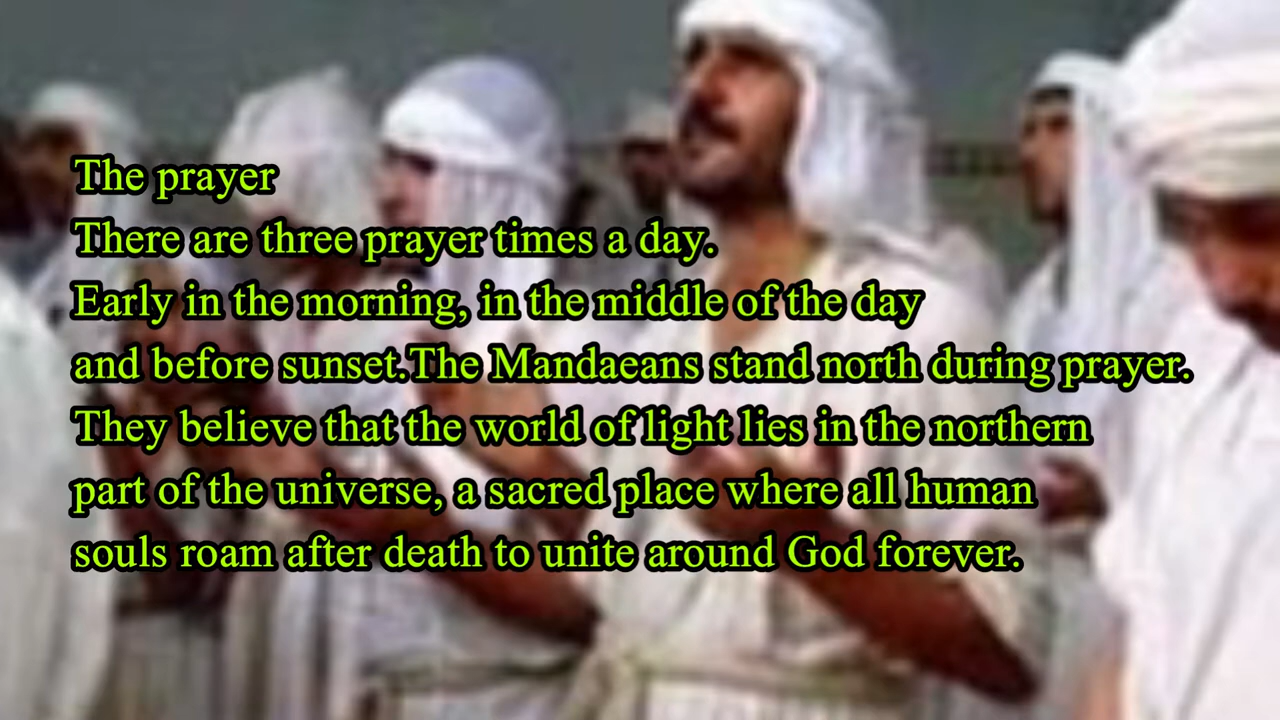 The prayer
There are three prayer times a day.
Early in the morning, in the middle of the day
and before sunset.The Mandaeans stand north during prayer.
They believe that the world of light lies in the northern
part of the universe, a sacred place where all human
souls roam after death to unite around God forever.